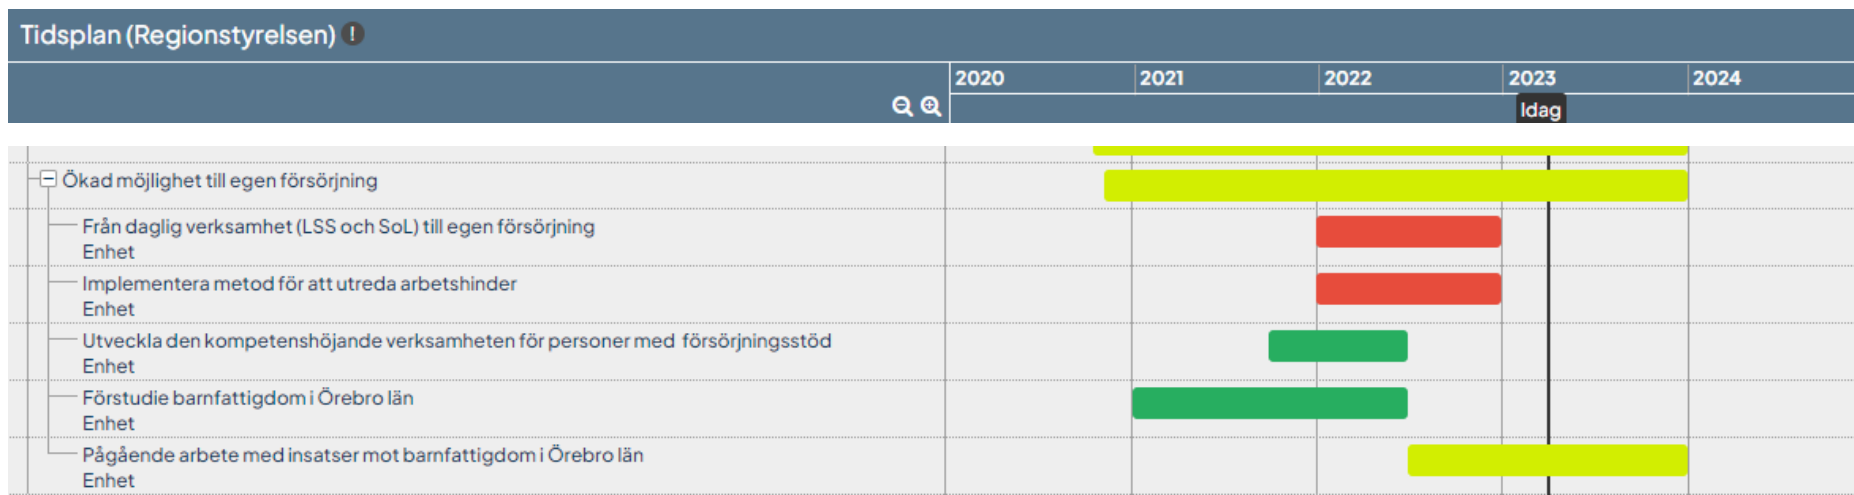 Tidsplan (Regionstyrelsen) !
2020 2021 2022 2023 2024
Idag
Ökad möjlighet till egen försörjning
Från daglig verksamhet (LSS och SoL) till egen försörjning
Enhet
Implementera metod för att utreda arbetshinder
Enhet
Utveckla den kompetenshöjande verksamheten för personer med försörjningsstöd
Enhet
Förstudie barnfattigdom i Örebro län
Enhet
Pågående arbete med insatser mot barnfattigdom i Örebro län
Enhet